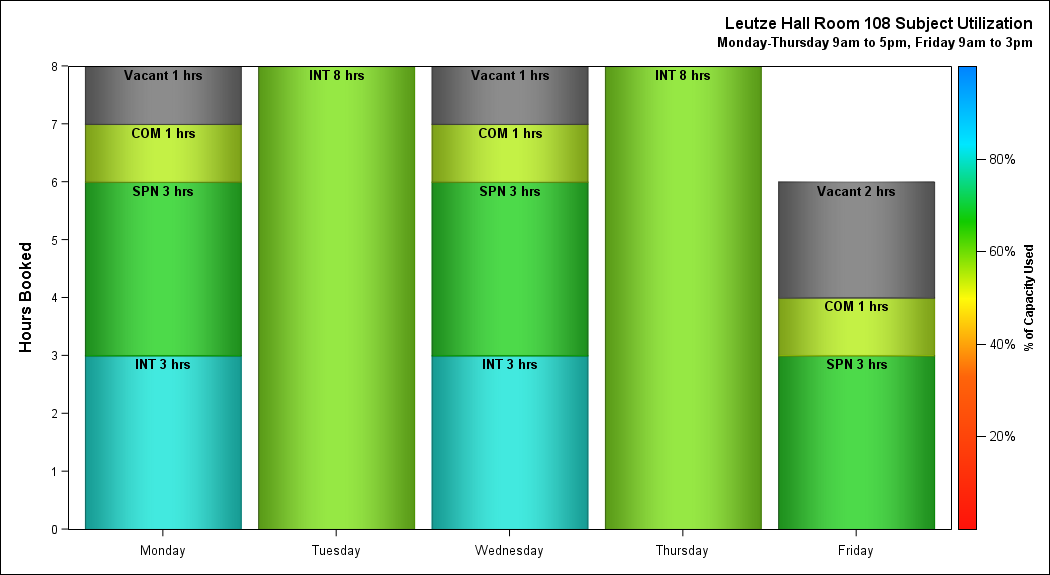 Leutze Hall Room 108 Subject Utilization
Monday-Thursday 9am to 5pm, Friday 9am to 3pm
Hours Booked
8
7
6
5
4
3
2
1
0
Vacant 1 hrs
COM 1 hrs
SPN 3 hrs
INT 3 hrs
INT 8 hrs
Vacant 1 hrs
COM 1 hrs
SPN 3 hrs
INT 3 hrs
INT 8 hrs
Vacant 2 hrs
COM 1 hrs
SPN 3 hrs
Monday
Tuesday
Wednesday
Thursday
Friday
80%
60%
40%
20%
% of Capacity Used